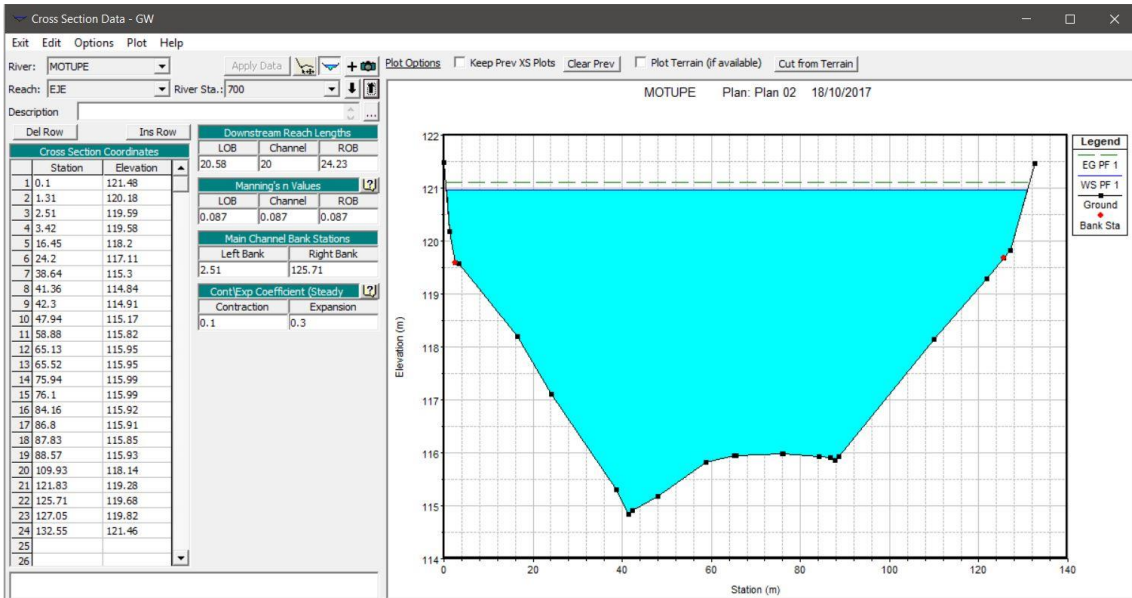 Cross Section Data - GW
Exit Edit Options Plot Help
River: MOTUPE Apply Data
Reach: EJE River Sta.: 700
Description ...
Del Row Ins Row
Cross Section Coordinates
Station Elevation
1 0.1 121.48
2 1.31 120.18
3 2.51 119.59
4 3.42 119.58
5 16.45 118.2
6 24.2 117.11
7 38.64 115.3
8 41.36 114.84
9 42.3 114.91
10 47.94 115.17
11 58.88 115.82
12 65.13 115.95
13 65.52 115.95
14 75.94 115.99
15 76.1 115.99
16 84.16 115.92
17 86.8 115.91
18 87.83 115.85
19 88.57 115.93
20 109.93 118.14
21 121.83 119.28
22 125.71 119.68
23 127.05 119.82
24 132.55 121.46
25
26
Downstream Reach Lengths
LOB Channel ROB
20.58 20 24.23
Manning's n Values ?
LOB Channel ROB
0.087 0.087 0.087
Main Channel Bank Stations
Left Bank Right Bank
2.51 125.71
Cont\Exp Coefficient (Steady ?
Contraction Expansion
0.1 0.3
Plot Options Keep Prev XS Plots Clear Prev Plot Terrain (if available) Cut from Terrain
MOTUPE Plan: Plan 02 18/10/2017
122
121
120
119
118
117
116
115
114
Elevation (m)
0 20 40 60 80 100 120 140
Station (m)
Legend
EG PF 1
WS PF 1
Ground
Bank Sta